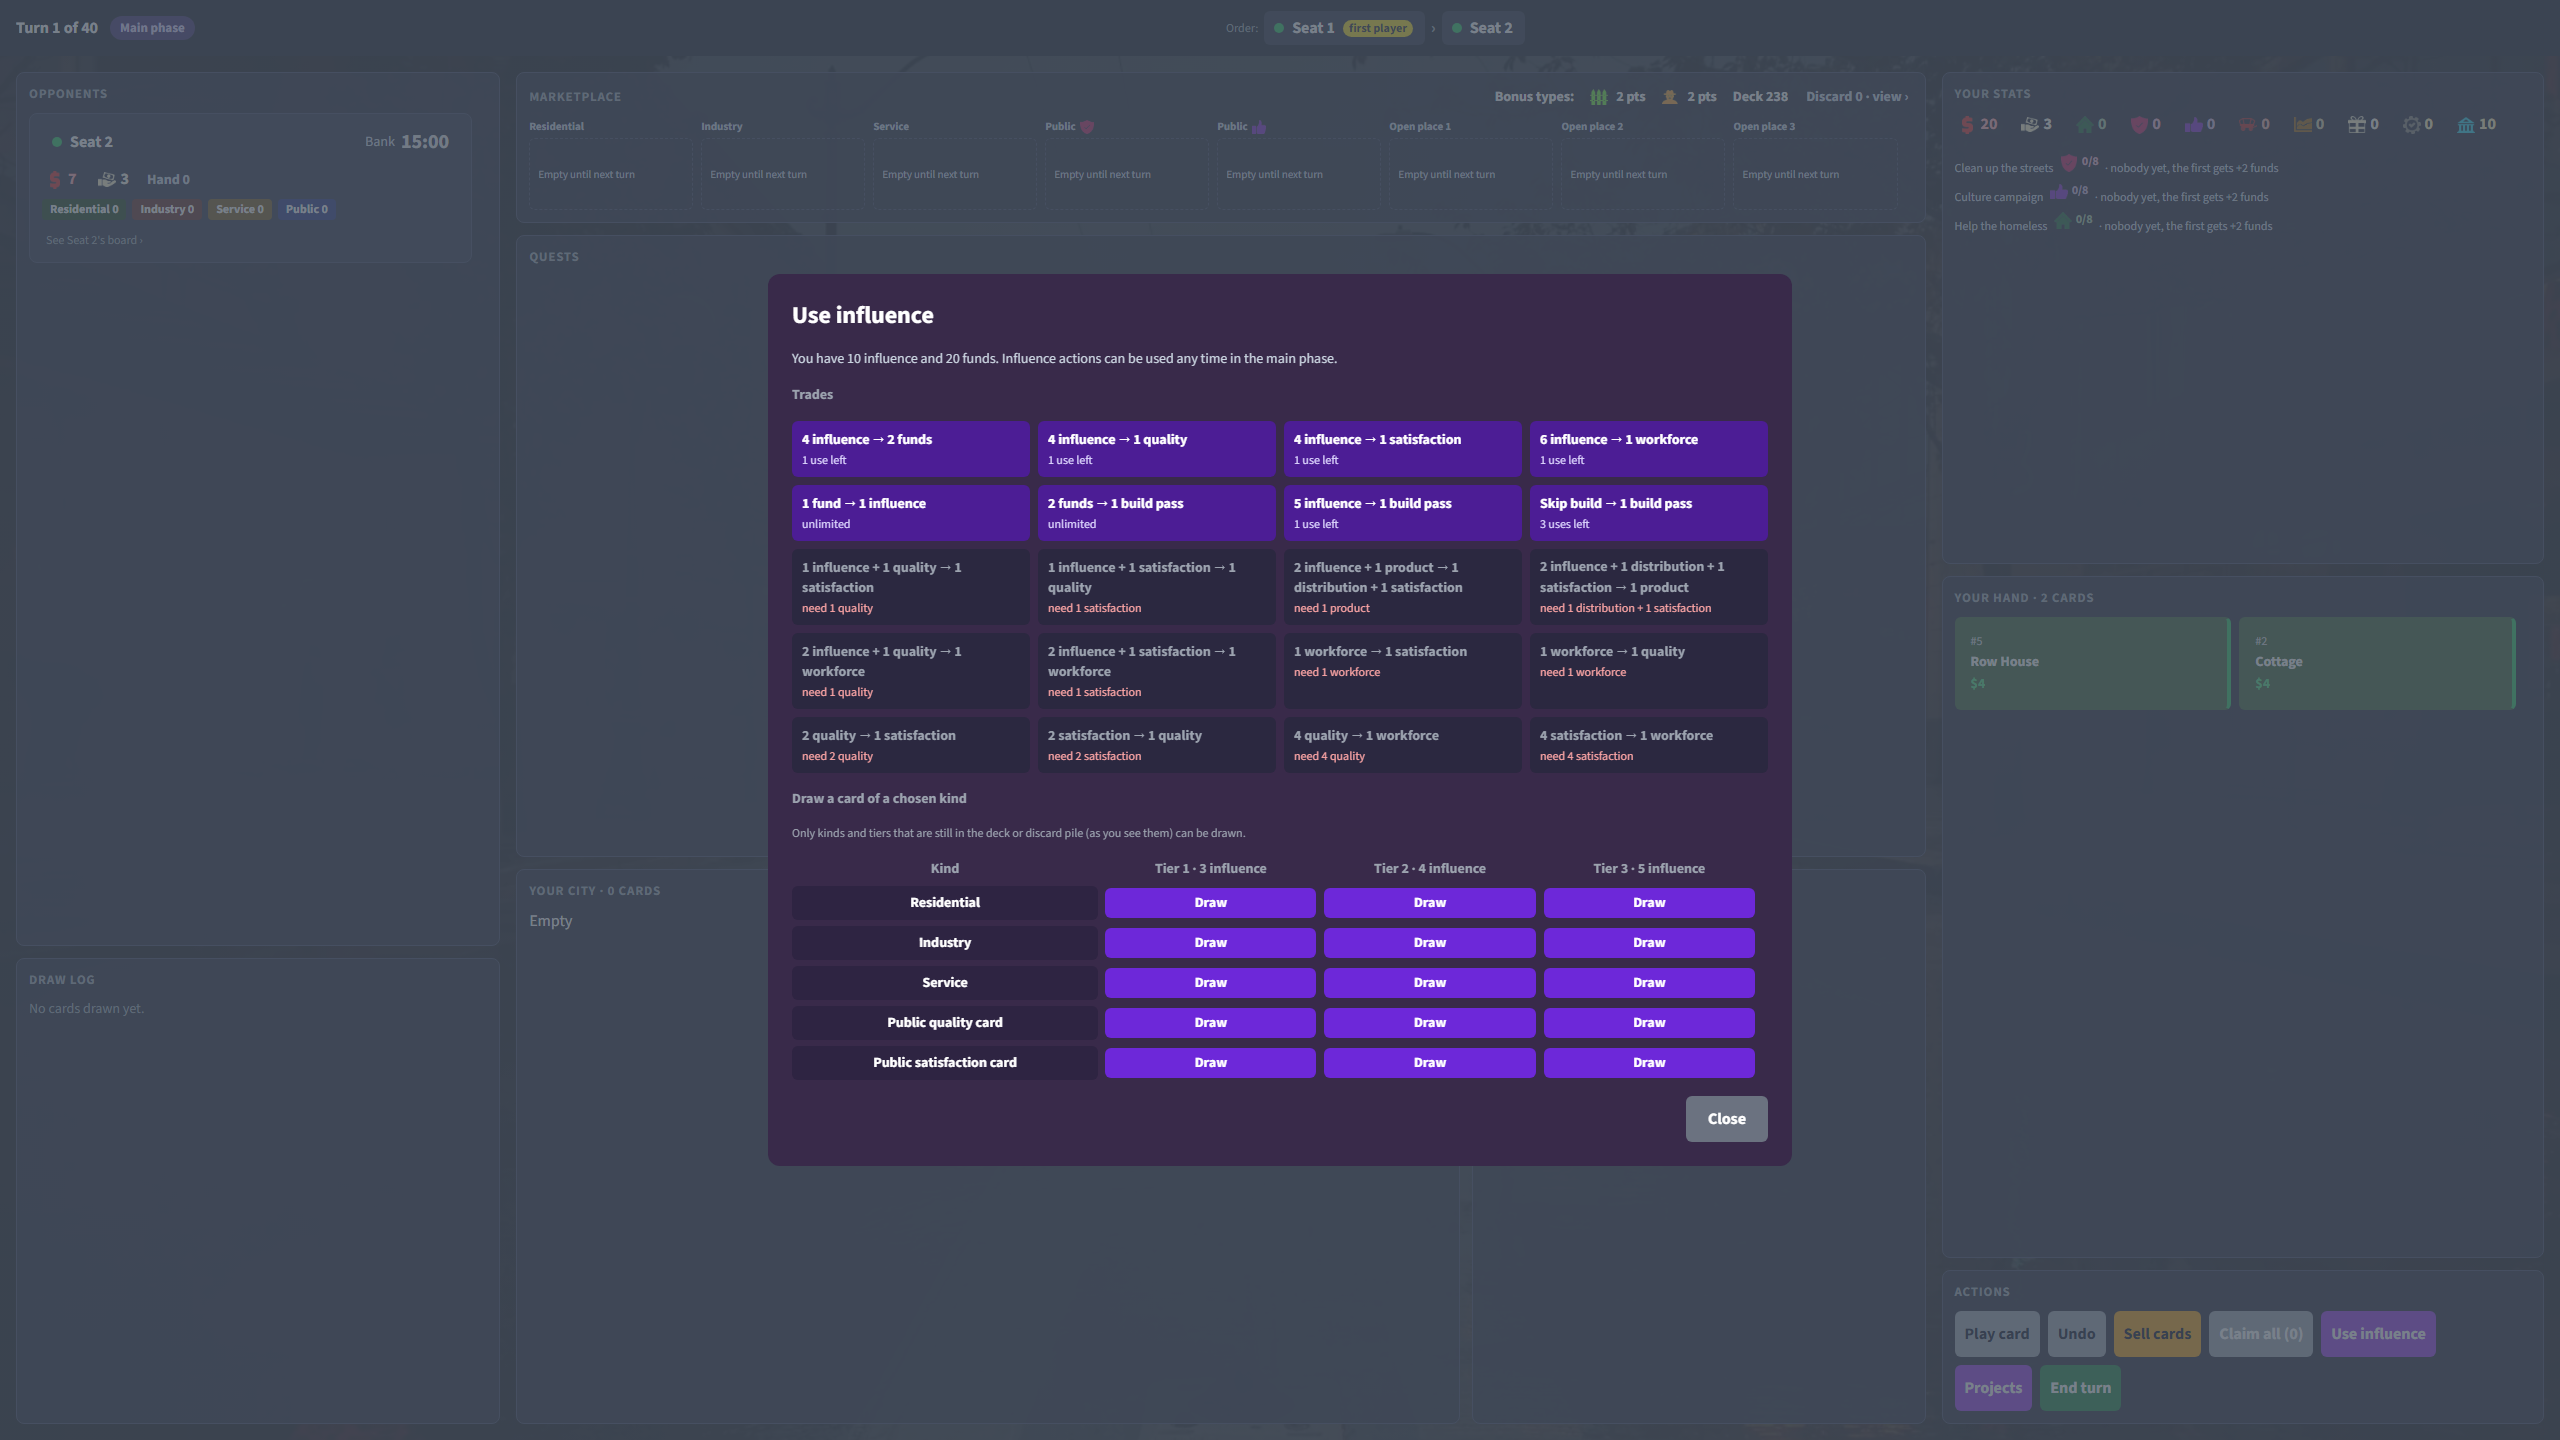 Turn 1 of 40 Main phase
Order: Seat 1 first player › Seat 2
OPPONENTS
Seat 2 Bank 15:00
7 3 Hand 0
Residential 0 Industry 0 Service 0 Public 0
See Seat 2's board ›
DRAW LOG
No cards drawn yet.
MARKETPLACE Bonus types: 2 pts 2 pts Deck 238 Discard 0 · view ›
Residential Industry Service Public Public Open place 1 Open place 2 Open place 3
Empty until next turn Empty until next turn Empty until next turn Empty until next turn Empty until next turn Empty until next turn Empty until next turn Empty until next turn
QUESTS
YOUR CITY · 0 CARDS
Empty
Use influence
You have 10 influence and 20 funds. Influence actions can be used any time in the main phase.
Trades
4 influence → 2 funds
1 use left
4 influence → 1 quality
1 use left
4 influence → 1 satisfaction
1 use left
6 influence → 1 workforce
1 use left
1 fund → 1 influence
unlimited
2 funds → 1 build pass
unlimited
5 influence → 1 build pass
1 use left
Skip build → 1 build pass
3 uses left
1 influence + 1 quality → 1
satisfaction
need 1 quality
1 influence + 1 satisfaction → 1
quality
need 1 satisfaction
2 influence + 1 product → 1
distribution + 1 satisfaction
need 1 product
2 influence + 1 distribution + 1
satisfaction → 1 product
need 1 distribution + 1 satisfaction
2 influence + 1 quality → 1
workforce
need 1 quality
2 influence + 1 satisfaction → 1
workforce
need 1 satisfaction
1 workforce → 1 satisfaction
need 1 workforce
1 workforce → 1 quality
need 1 workforce
2 quality → 1 satisfaction
need 2 quality
2 satisfaction → 1 quality
need 2 satisfaction
4 quality → 1 workforce
need 4 quality
4 satisfaction → 1 workforce
need 4 satisfaction
Draw a card of a chosen kind
Only kinds and tiers that are still in the deck or discard pile (as you see them) can be drawn.
Kind Tier 1 · 3 influence Tier 2 · 4 influence Tier 3 · 5 influence
Residential Draw Draw Draw
Industry Draw Draw Draw
Service Draw Draw Draw
Public quality card Draw Draw Draw
Public satisfaction card Draw Draw Draw
Close
YOUR STATS
20 3 0 0 0 0 0 0 0 10
Clean up the streets 0/8 · nobody yet, the first gets +2 funds
Culture campaign 0/8 · nobody yet, the first gets +2 funds
Help the homeless 0/8 · nobody yet, the first gets +2 funds
YOUR HAND · 2 CARDS
#5
Row House
$4
#2
Cottage
$4
ACTIONS
Play card Undo Sell cards Claim all (0) Use influence
Projects End turn